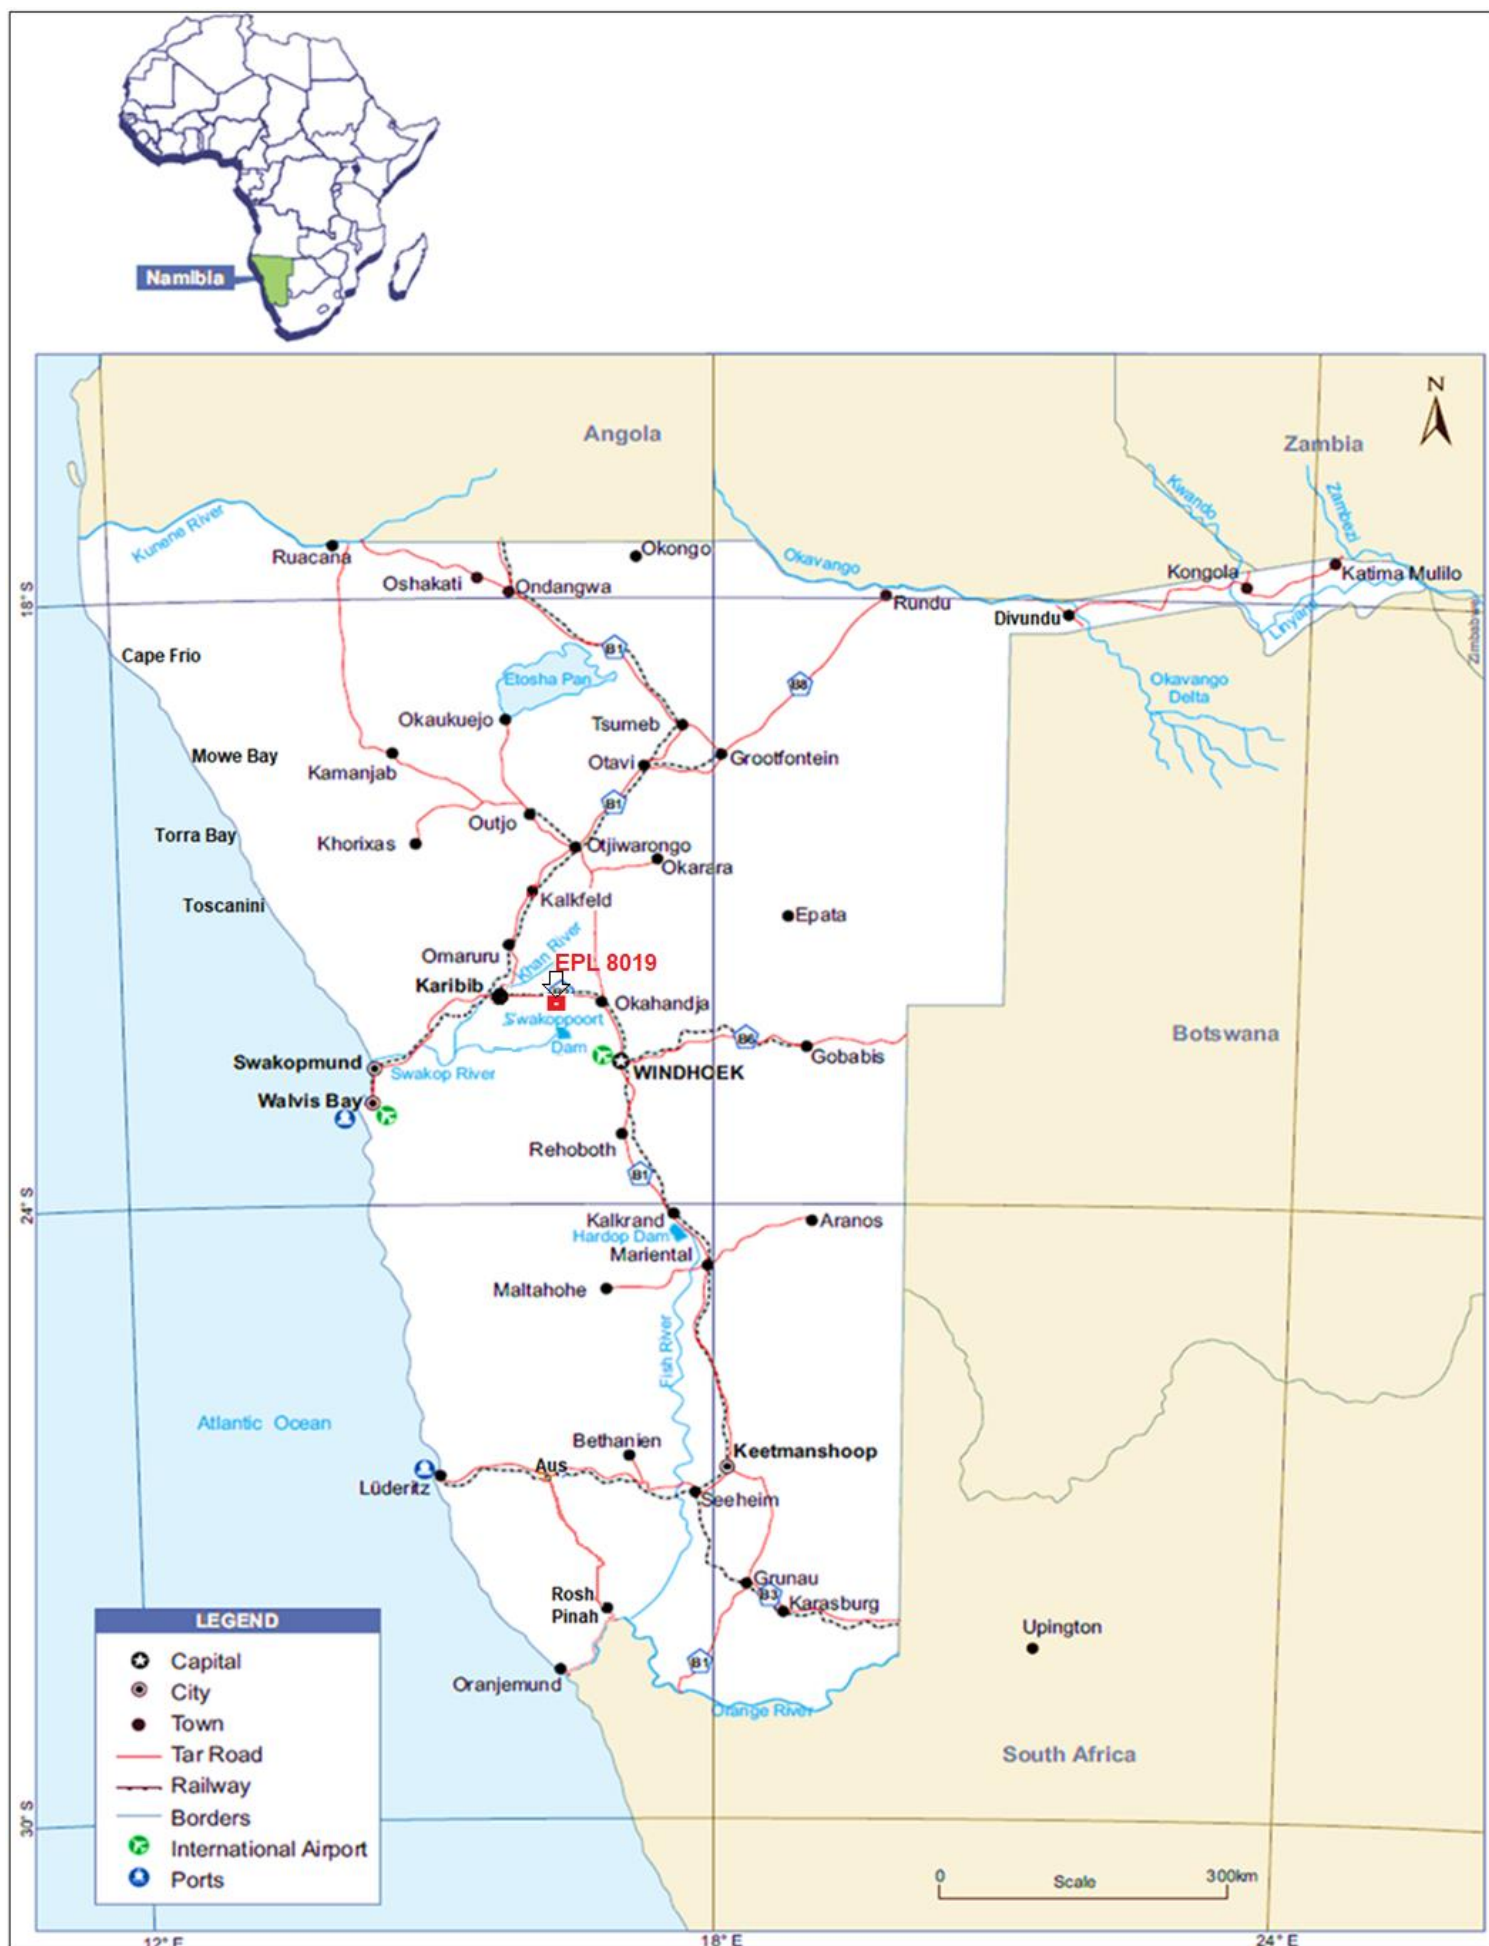 Namibia
N
Angola
Zambia
Kunene River
Ruacana
Okongo
Okavango
Kwando
Zambezi
Oshakati
Ondangwa
Kongola
Katima Mulilo
18° S
Rundu
Divundu
Linyand
Zimbabwe
Cape Frio
B1
Etosha Pan
B8
Okavango
Delta
Okaukuejo
Tsumeb
Mowe Bay
Otavi
Grootfontein
Kamanjab
B1
Outjo
Torra Bay
Khorixas
Otjiwarongo
Okarara
Kalkfeld
Toscanini
Epata
Omaruru
Khan River
EPL 8019
Karibib
Okahandja
Swakoppoort
Dam
B6
Gobabis
Botswana
Swakopmund
Swakop River
WINDHOEK
Walvis Bay
Rehoboth
B1
24° S
Kalkrand
Aranos
Hardop Dam
Mariental
Maltahohe
Fish River
Atlantic Ocean
Bethanien
Keetmanshoop
Aus
Lüderitz
Seeheim
Grunau
Rosh
Pinah
B3
Karasburg
Upington
B1
Oranjemund
Orange River
South Africa
LEGEND
Capital
City
Town
Tar Road
Railway
Borders
International Airport
Ports
30° S
0
300km
Scale
12° E
18° E
24° E